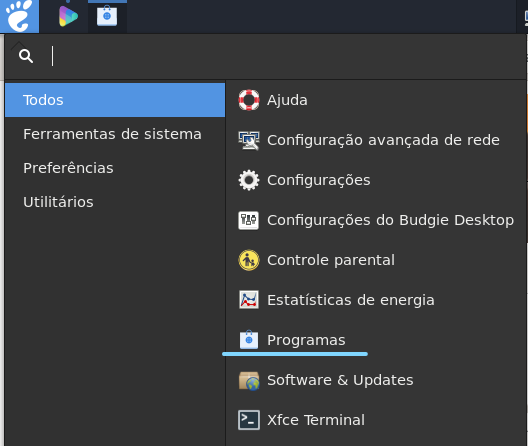 Todos
Ferramentas de sistema
Preferências
Utilitários
Ajuda
Configuração avançada de rede
Configurações
Configurações do Budgie Desktop
Controle parental
Estatísticas de energia
Programas
Software & Updates
Xfce Terminal